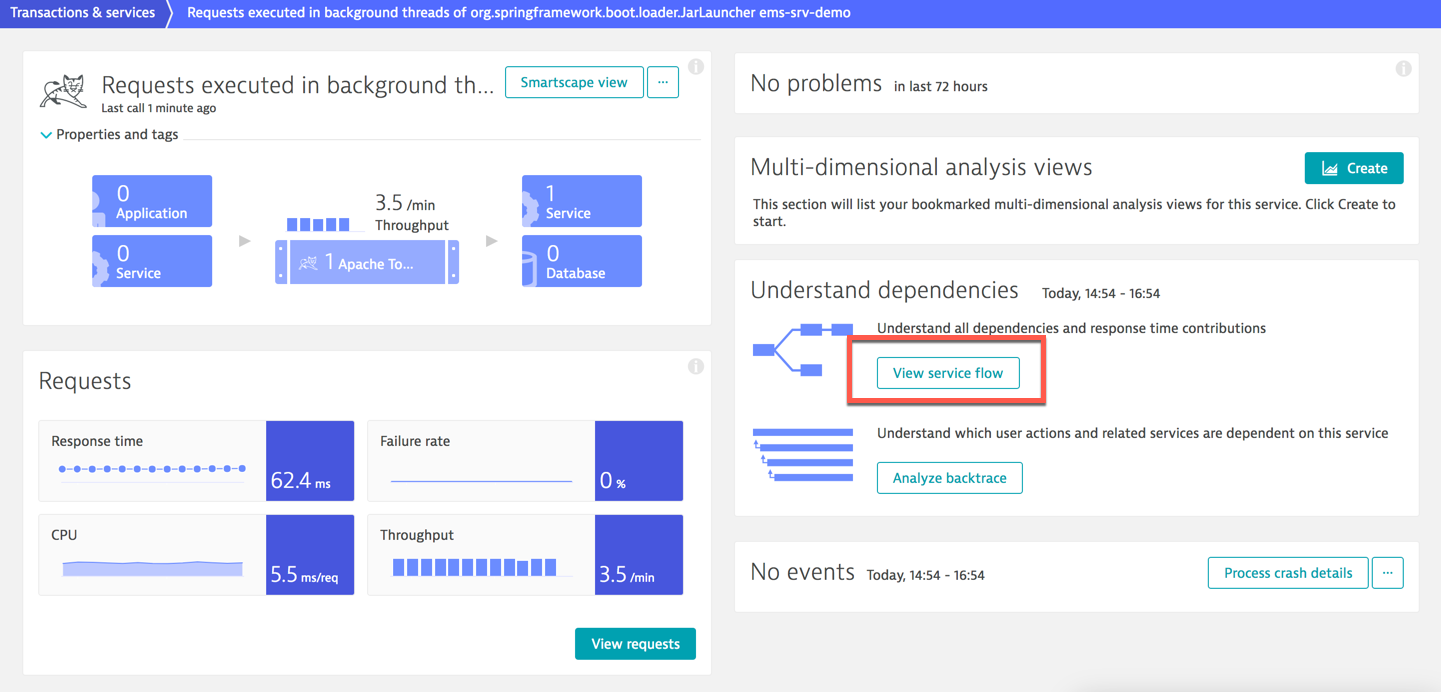 Transactions & services
Requests executed in background threads of org.springframework.boot.loader.JarLauncher ems-srv-demo
Requests executed in background th...
Last call 1 minute ago
Smartscape view
...
Properties and tags
0
Application
0
Service
3.5 /min
Throughput
1 Apache To...
1
Service
0
Database
Requests
Response time
62.4 ms
Failure rate
0 %
CPU
5.5 ms/req
Throughput
3.5 /min
View requests
No problems in last 72 hours
Multi-dimensional analysis views
Create
This section will list your bookmarked multi-dimensional analysis views for this service. Click Create to
start.
Understand dependencies Today, 14:54 - 16:54
Understand all dependencies and response time contributions
View service flow
Understand which user actions and related services are dependent on this service
Analyze backtrace
No events Today, 14:54 - 16:54
Process crash details
...